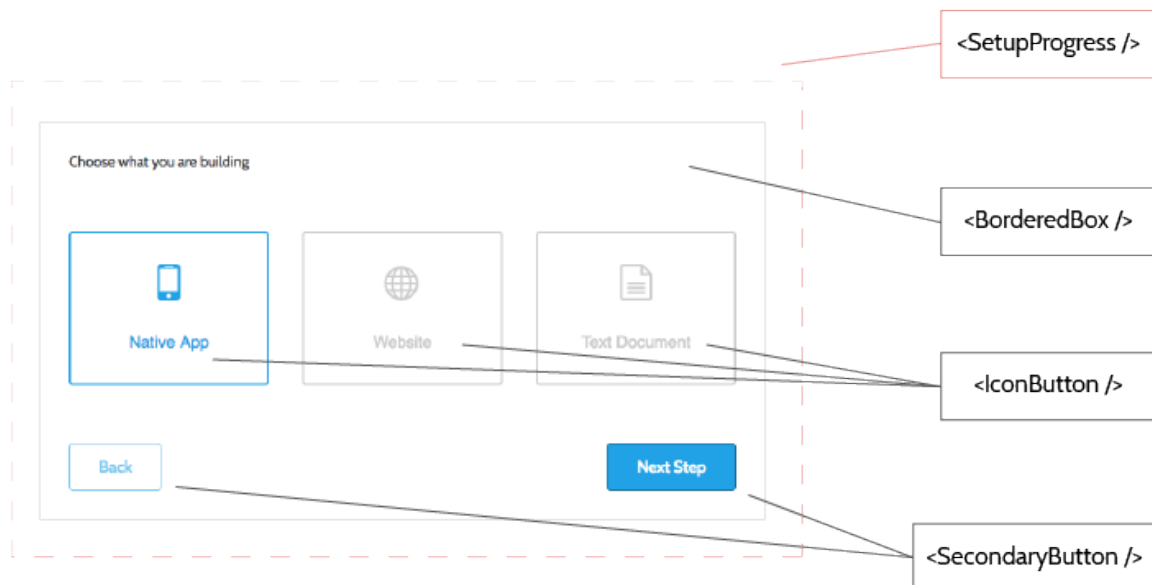 <SetupProgress />
Choose what you are building
<BorderedBox />
Native App
Website
Text Document
<IconButton />
Back
Next Step
<SecondaryButton />